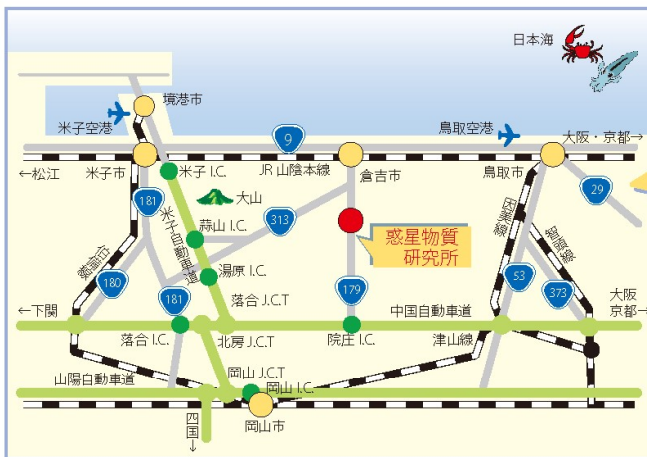 日本海
境港市
米子空港
鳥取空港
大阪・京都→
9
←松江
米子市
米子 I.C.
JR 山陰本線
倉吉市
鳥取市
181
大山
29
米子自動車道
蒜山 I.C.
313
因美線
智頭線
惑星物質
研究所
伯備線
湯原 I.C.
180
181
179
53
373
落合 J.C.T
←下関
中国自動車道
大阪
京都→
落合 I.C.
北房 J.C.T
院庄 I.C.
津山線
岡山 J.C.T
山陽自動車道
岡山 I.C.
四国→
岡山市